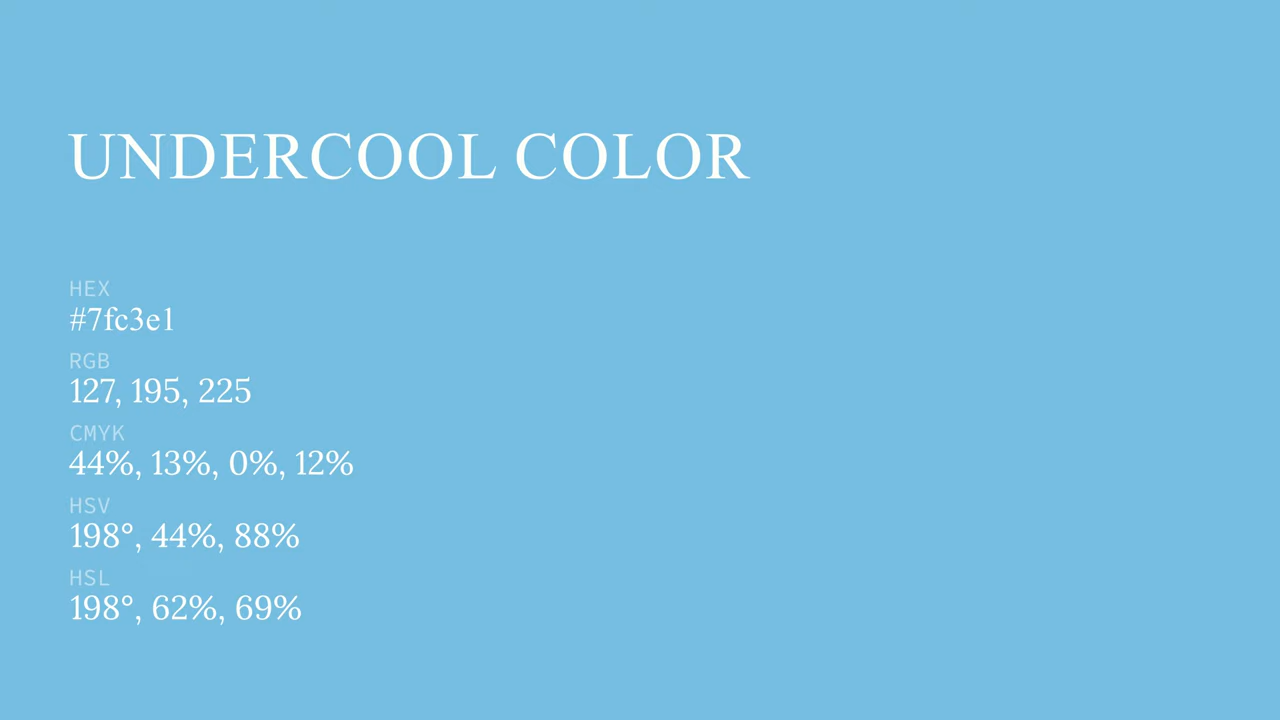 UNDERCOOL COLOR
HEX
#7fc3e1
RGB
127, 195, 225
CMYK
44%, 13%, 0%, 12%
HSV
198°, 44%, 88%
HSL
198°, 62%, 69%